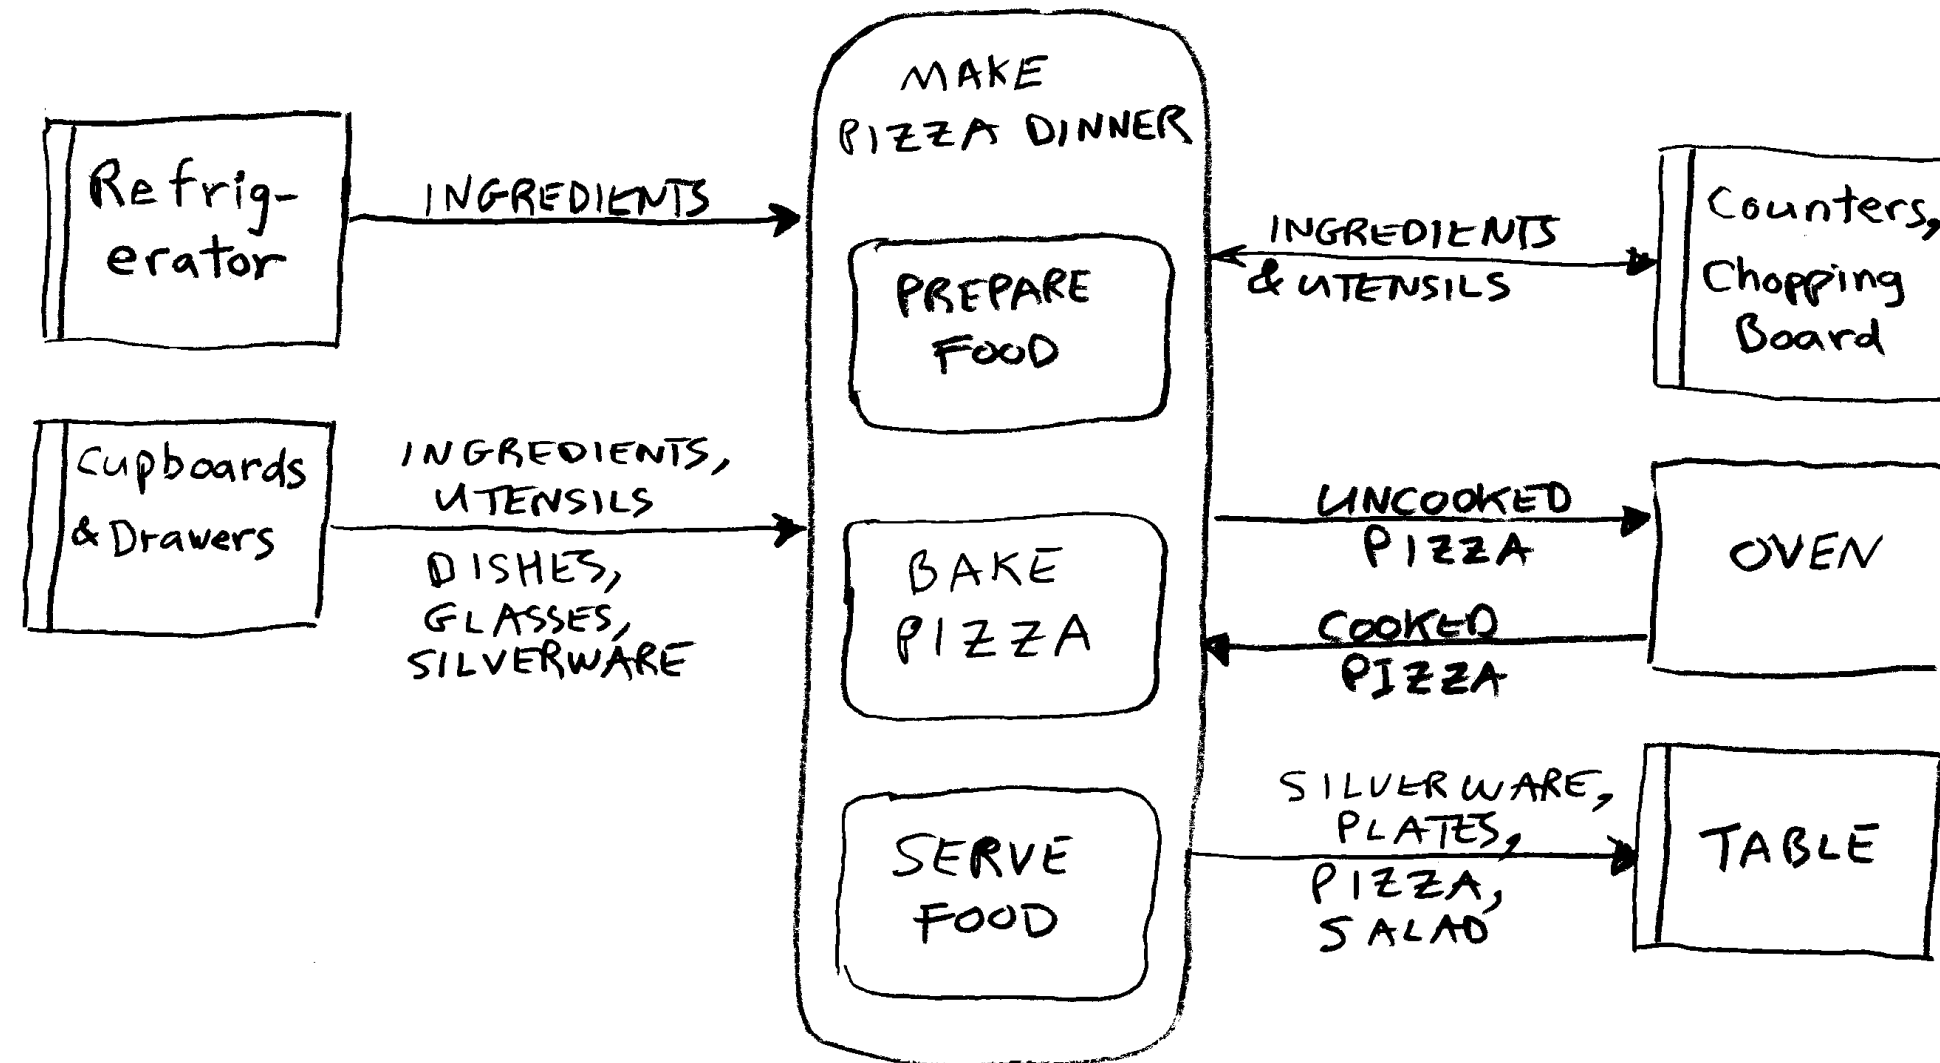 MAKE
PIZZA DINNER
Refrig-
erator
INGREDIENTS
Cupboards
& Drawers
INGREDIENTS,
UTENSILS
DISHES,
GLASSES,
SILVERWARE
PREPARE
FOOD
BAKE
PIZZA
SERVE
FOOD
INGREDIENTS
& UTENSILS
Counters,
Chopping
Board
UNCOOKED
PIZZA
COOKED
PIZZA
OVEN
SILVERWARE,
PLATES,
PIZZA,
SALAD
TABLE